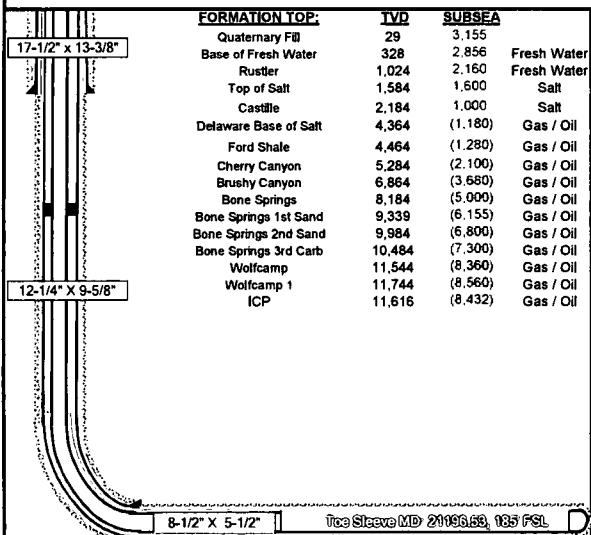 FORMATION TOP: TVD SUBSEA
Quaternary Fill 29 3,155
17-1/2" x 13-3/8"
Base of Fresh Water 328 2,856 Fresh Water
Rustler 1,024 2,160 Fresh Water
Top of Salt 1,584 1,600 Salt
Castille 2,184 1,000 Salt
Delaware Base of Salt 4,364 (1,180) Gas / Oil
Ford Shale 4,464 (1,280) Gas / Oil
Cherry Canyon 5,284 (2,100) Gas / Oil
Brushy Canyon 6,864 (3,680) Gas / Oil
Bone Springs 8,184 (5,000) Gas / Oil
Bone Springs 1st Sand 9,339 (6,155) Gas / Oil
Bone Springs 2nd Sand 9,984 (6,800) Gas / Oil
Bone Springs 3rd Carb 10,484 (7,300) Gas / Oil
Wolfcamp 11,544 (8,360) Gas / Oil
12-1/4" X 9-5/8"
Wolfcamp 1 11,744 (8,560) Gas / Oil
ICP 11,616 (8,432) Gas / Oil
8-1/2" X 5-1/2"
Toe Sleeve MD 21196.53, 185' FSL